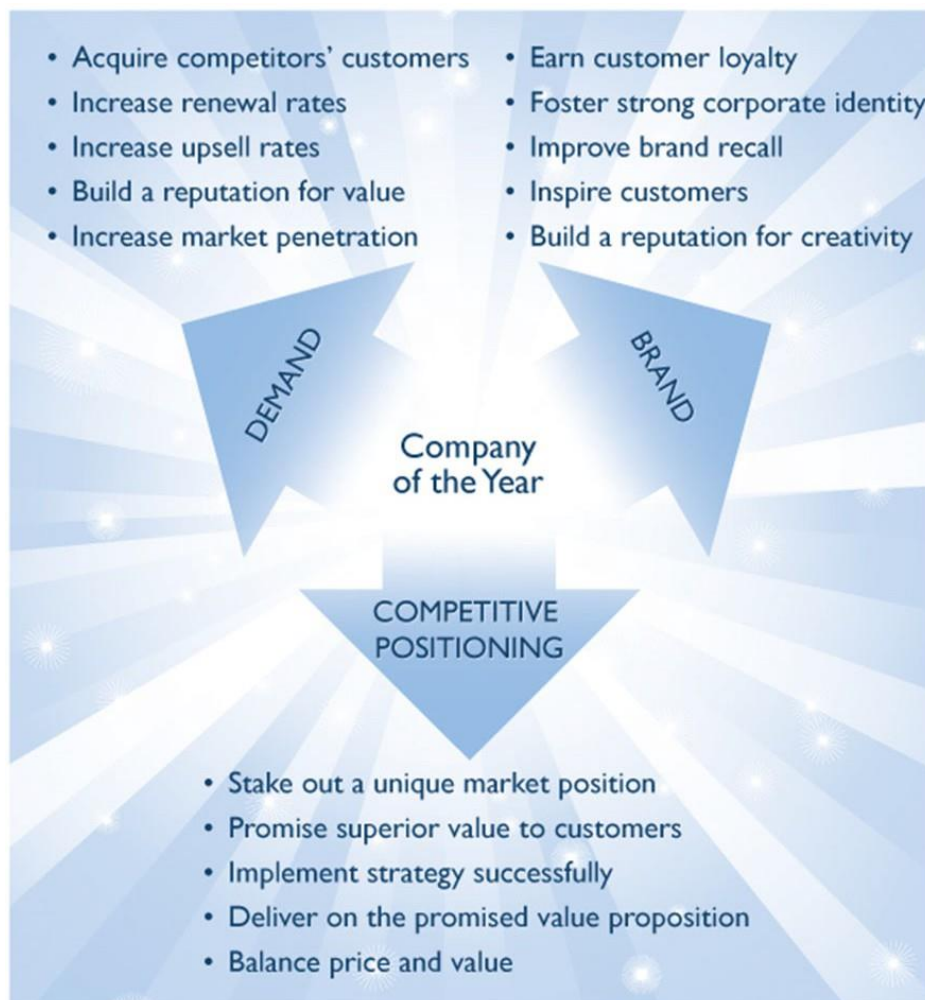 • Acquire competitors’ customers
• Increase renewal rates
• Increase upsell rates
• Build a reputation for value
• Increase market penetration
• Earn customer loyalty
• Foster strong corporate identity
• Improve brand recall
• Inspire customers
• Build a reputation for creativity
DEMAND
BRAND
Company
of the Year
COMPETITIVE
POSITIONING
• Stake out a unique market position
• Promise superior value to customers
• Implement strategy successfully
• Deliver on the promised value proposition
• Balance price and value